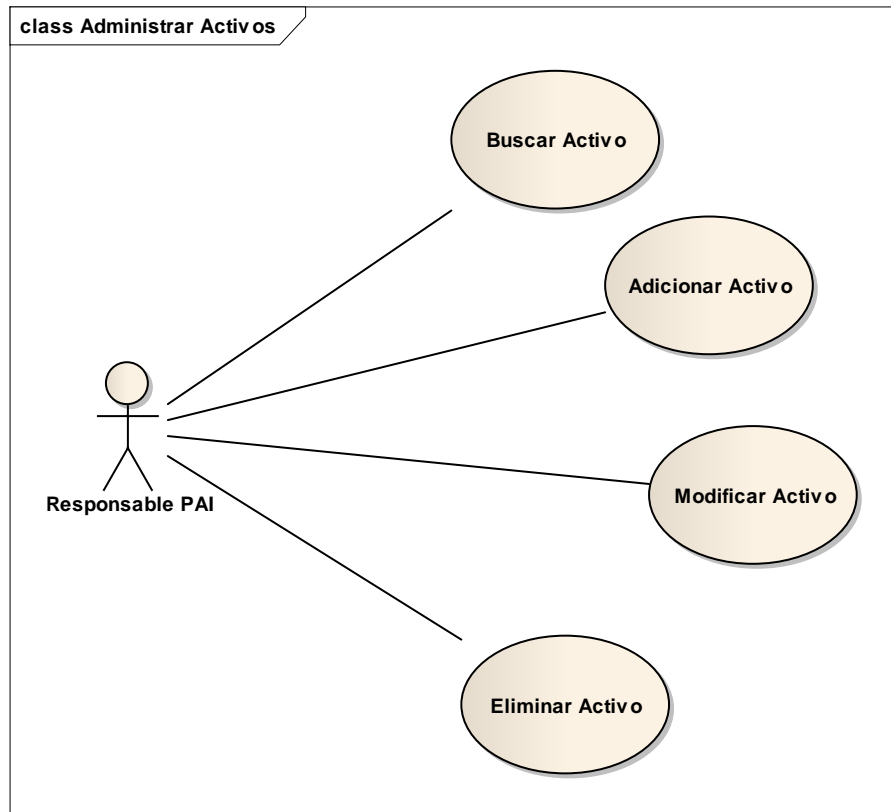 class Administrar Activos
Buscar Activo
Adicionar Activo
Modificar Activo
Responsable PAI
Eliminar Activo